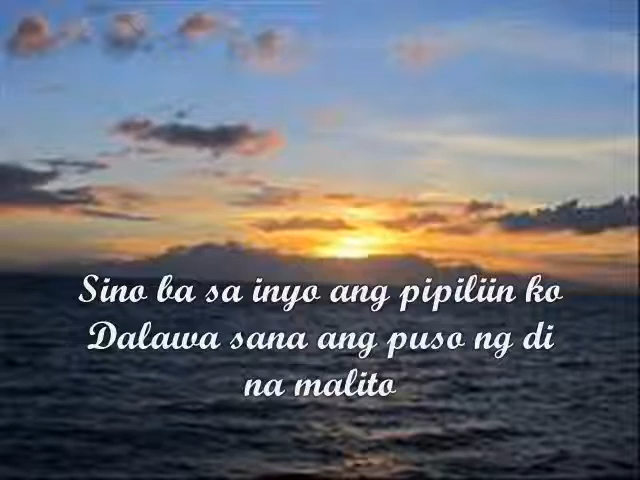 Sino ba sa inyo ang pipiliin ko
Dalawa sana ang puso ng di
na malito